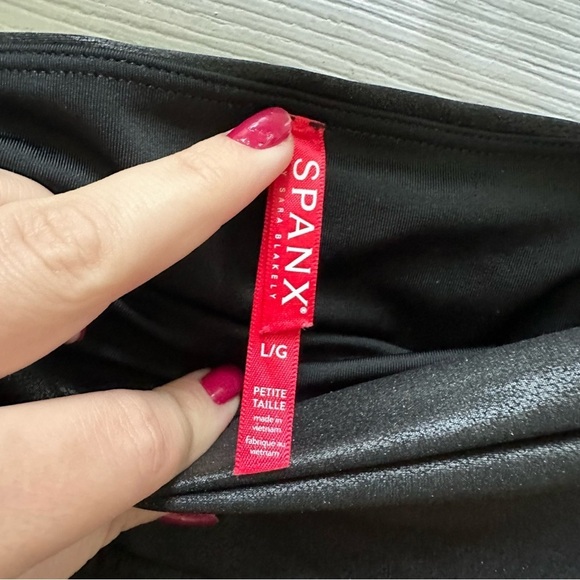 SPANX®
BY SARA BLAKELY
L/G
PETITE
TAILLE
made in
vietnam
fabriqué au
vietnam